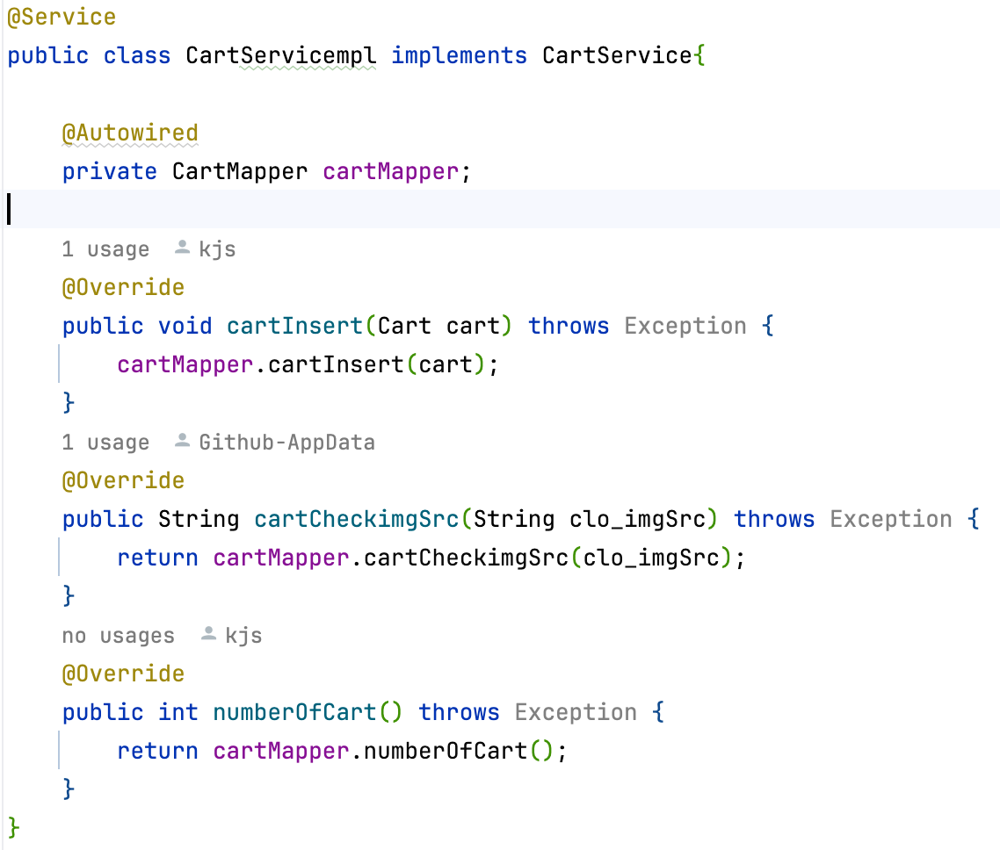 @Service
public class CartServicempl implements CartService{
@Autowired
private CartMapper cartMapper;
1 usage kjs
@Override
public void cartInsert(Cart cart) throws Exception {
cartMapper.cartInsert(cart);
}
1 usage Github-AppData
@Override
public String cartCheckimgSrc(String clo_imgSrc) throws Exception {
return cartMapper.cartCheckimgSrc(clo_imgSrc);
}
no usages kjs
@Override
public int numberOfCart() throws Exception {
return cartMapper.numberOfCart();
}
}